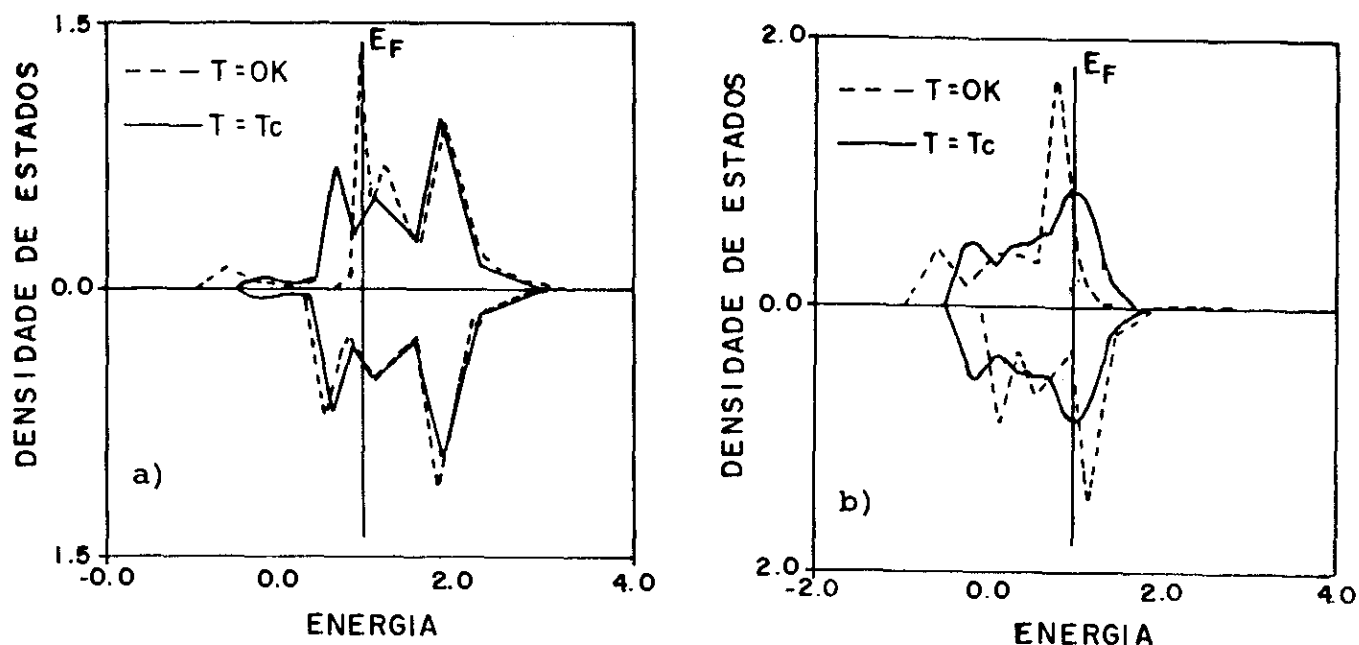 1.5
DENSIDADE DE ESTADOS
E_F
- - - T=OK
— T = Tc
0.0
a)
1.5
-0.0
0.0
2.0
4.0
ENERGIA
2.0
DENSIDADE DE ESTADOS
E_F
- - - T=OK
— T = Tc
0.0
b)
2.0
-2.0
0.0
2.0
4.0
ENERGIA